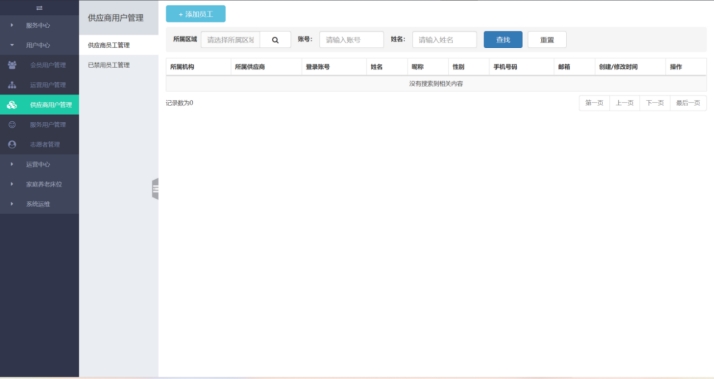 服务中心
用户中心
会员用户管理
运营用户管理
供应商用户管理
服务用户管理
志愿者管理
运营中心
家庭养老床位
系统运维
供应商用户管理
供应商员工管理
已禁用员工管理
添加员工
所属区域 请选择所属区域 账号: 请输入账号 姓名: 请输入姓名 查找 重置
所属机构 所属供应商 登录账号 姓名 昵称 性别 手机号码 邮箱 创建/修改时间 操作
没有搜索到相关内容
记录数为0 第一页 上一页 下一页 最后一页